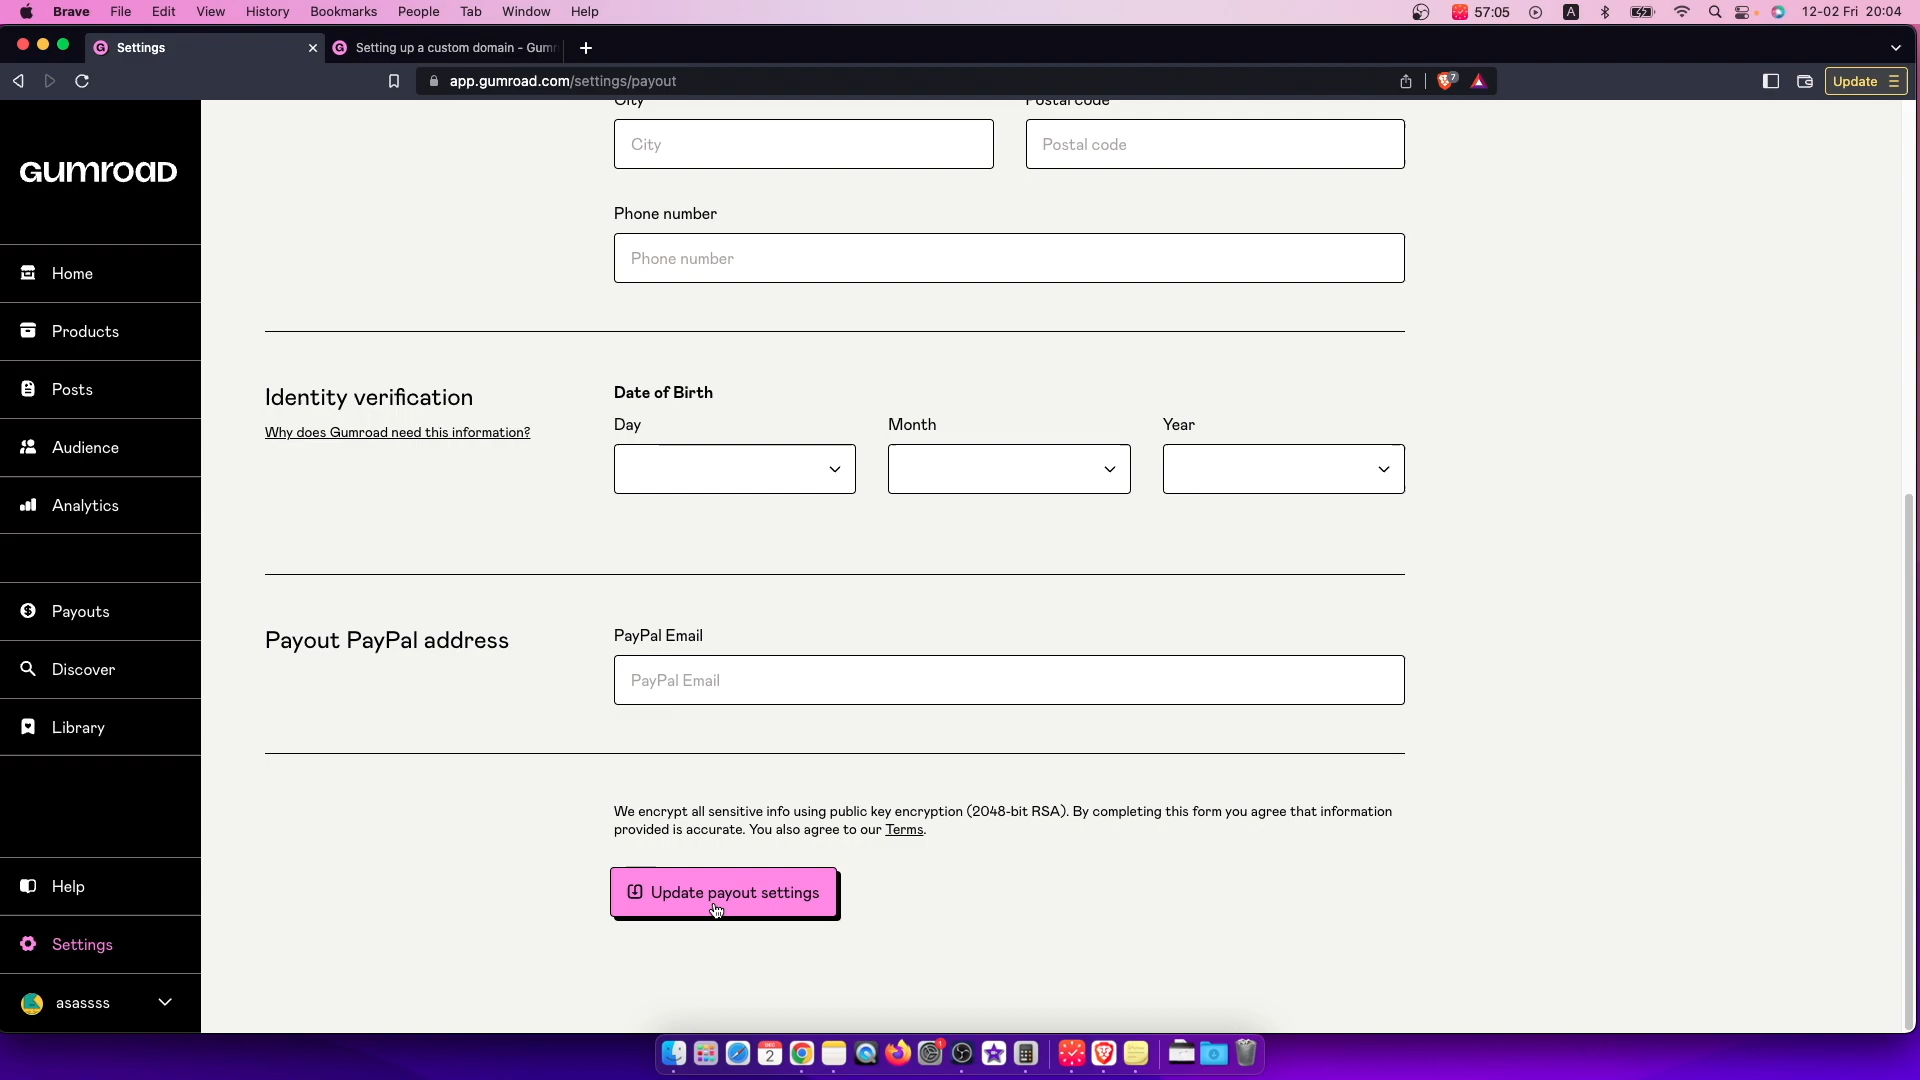 Brave File Edit View History Bookmarks People Tab Window Help
57:05 A 12-02 Fri 20:04
Settings
Setting up a custom domain - Gumr
app.gumroad.com/settings/payout
7
Update
GUMROAD
Home
Products
Posts
Audience
Analytics
Payouts
Discover
Library
Help
Settings
asassss
City Postal code
City Postal code
Phone number
Phone number
Identity verification
Why does Gumroad need this information?
Date of Birth
Day Month Year
Payout PayPal address
PayPal Email
PayPal Email
We encrypt all sensitive info using public key encryption (2048-bit RSA). By completing this form you agree that information
provided is accurate. You also agree to our Terms.
Update payout settings
DEC
2
1